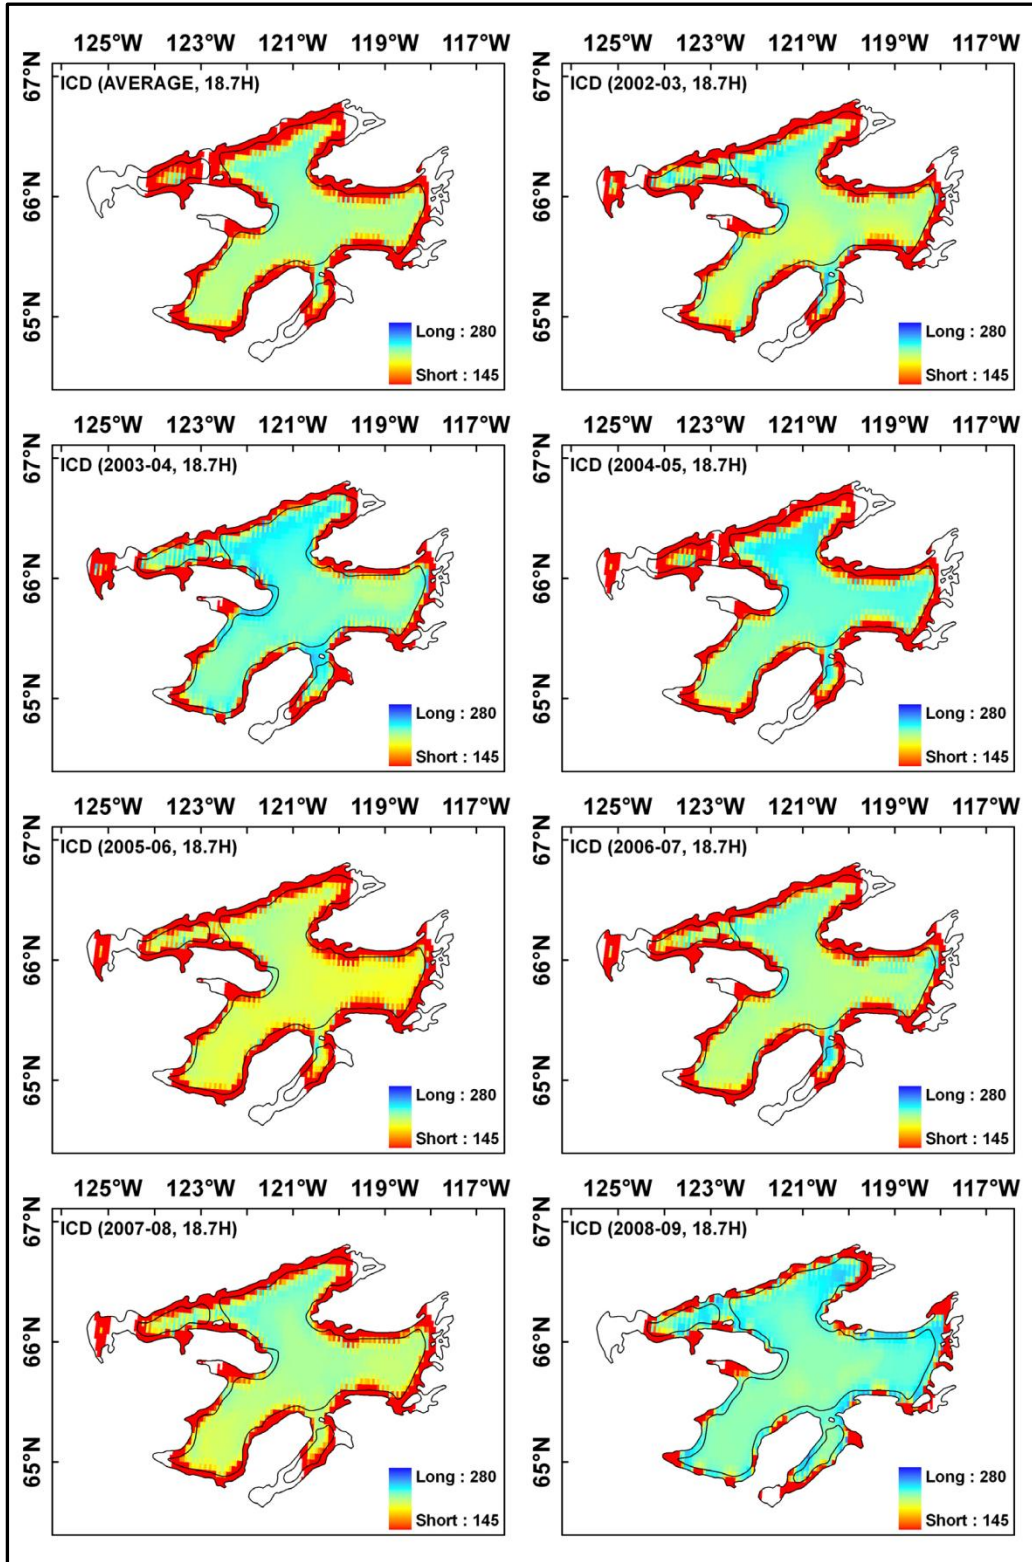 125°W 123°W 121°W 119°W 117°W
125°W 123°W 121°W 119°W 117°W
67°N
ICD (AVERAGE, 18.7H)
66°N
65°N
Long : 280
Short : 145
67°N
ICD (2002-03, 18.7H)
66°N
65°N
Long : 280
Short : 145
125°W 123°W 121°W 119°W 117°W
125°W 123°W 121°W 119°W 117°W
67°N
ICD (2003-04, 18.7H)
66°N
65°N
Long : 280
Short : 145
67°N
ICD (2004-05, 18.7H)
66°N
65°N
Long : 280
Short : 145
125°W 123°W 121°W 119°W 117°W
125°W 123°W 121°W 119°W 117°W
67°N
ICD (2005-06, 18.7H)
66°N
65°N
Long : 280
Short : 145
67°N
ICD (2006-07, 18.7H)
66°N
65°N
Long : 280
Short : 145
125°W 123°W 121°W 119°W 117°W
125°W 123°W 121°W 119°W 117°W
67°N
ICD (2007-08, 18.7H)
66°N
65°N
Long : 280
Short : 145
67°N
ICD (2008-09, 18.7H)
66°N
65°N
Long : 280
Short : 145